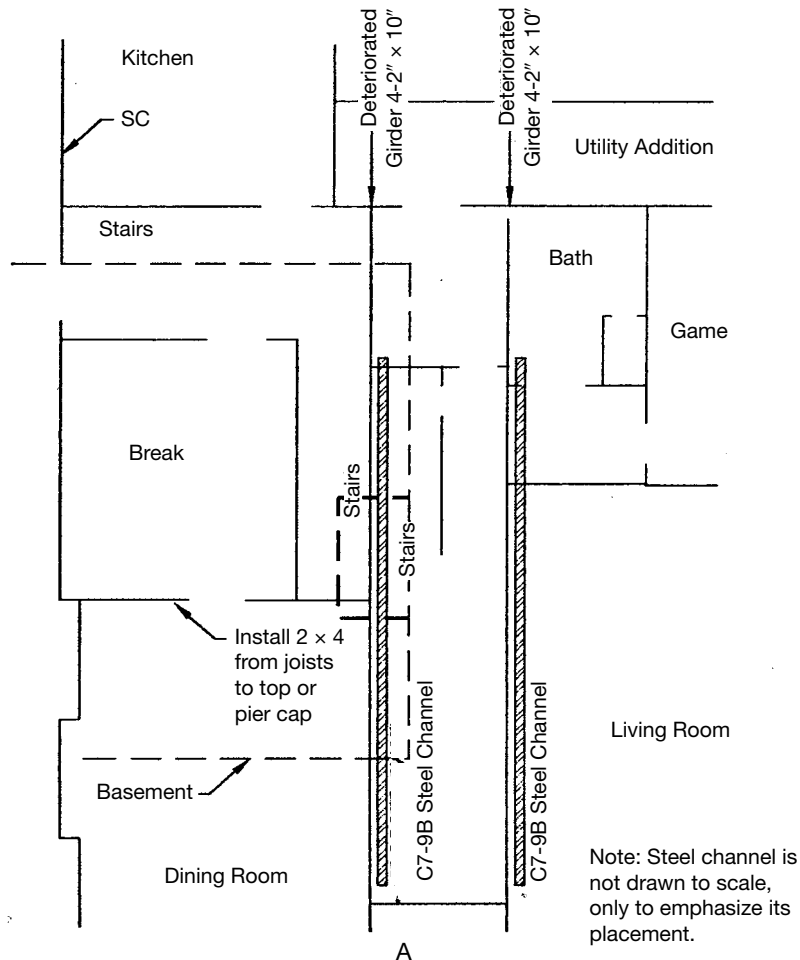 Kitchen
SC
Deteriorated
Girder 4-2″ × 10″
Deteriorated
Girder 4-2″ × 10″
Utility Addition
Stairs
Bath
Game
Break
Stairs
Stairs
Install 2 × 4
from joists
to top or
pier cap
C7-9B Steel Channel
C7-9B Steel Channel
Living Room
Basement
Dining Room
Note: Steel channel is
not drawn to scale,
only to emphasize its
placement.
A